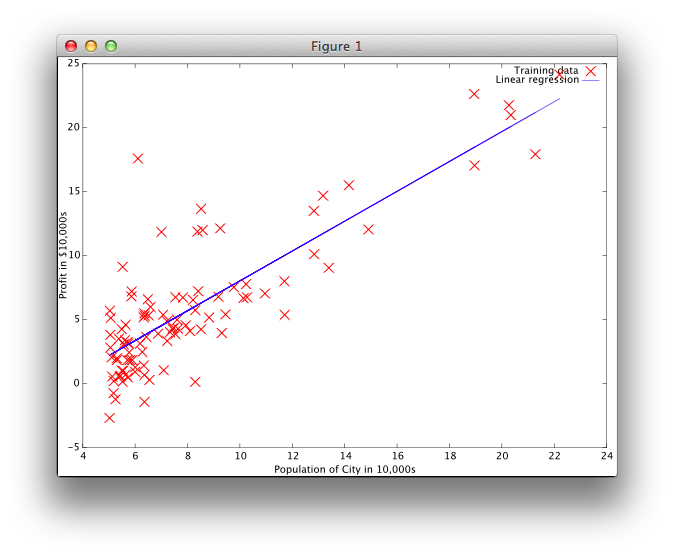 Figure 1
Training data
Linear regression
25
20
15
10
5
0
-5
Profit in $10,000s
4 6 8 10 12 14 16 18 20 22 24
Population of City in 10,000s